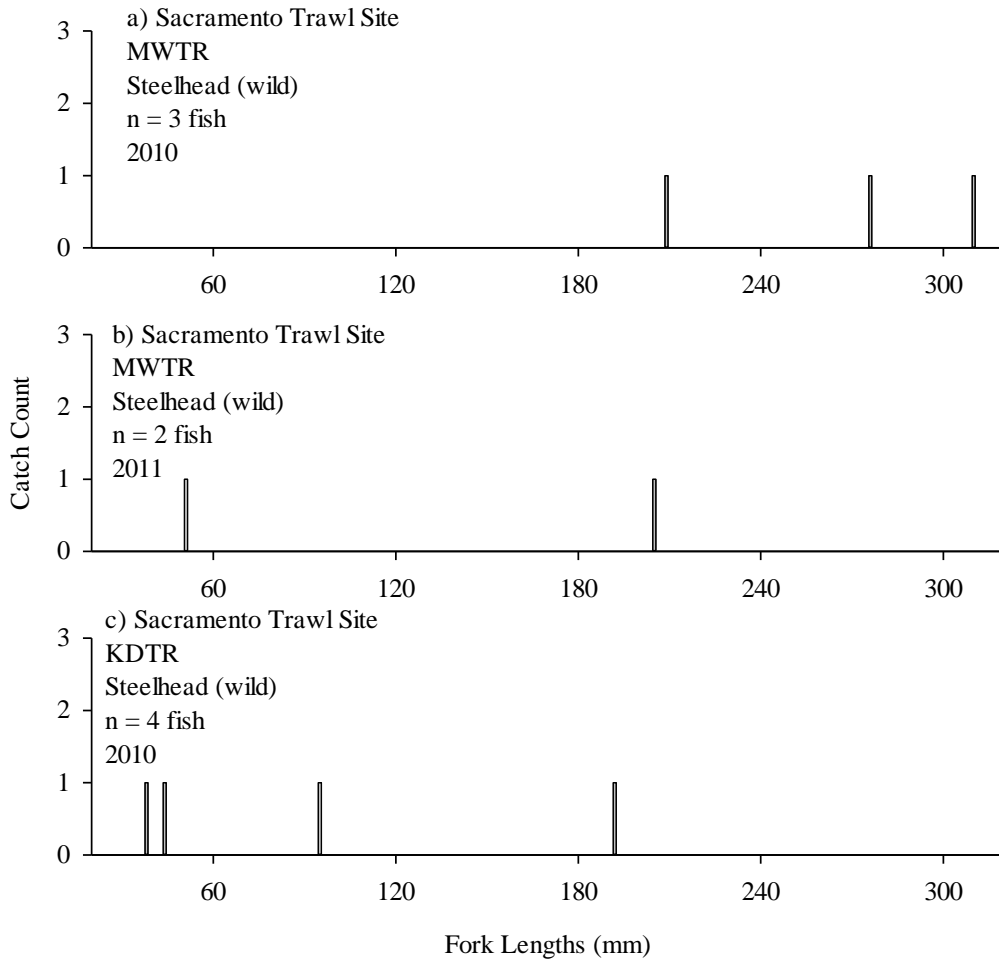 a) Sacramento Trawl Site
MWTR
Steelhead (wild)
n = 3 fish
2010
3
2
1
0
60 120 180 240 300
b) Sacramento Trawl Site
MWTR
Steelhead (wild)
n = 2 fish
2011
3
2
1
0
60 120 180 240 300
Catch Count
c) Sacramento Trawl Site
KDTR
Steelhead (wild)
n = 4 fish
2010
3
2
1
0
60 120 180 240 300
Fork Lengths (mm)